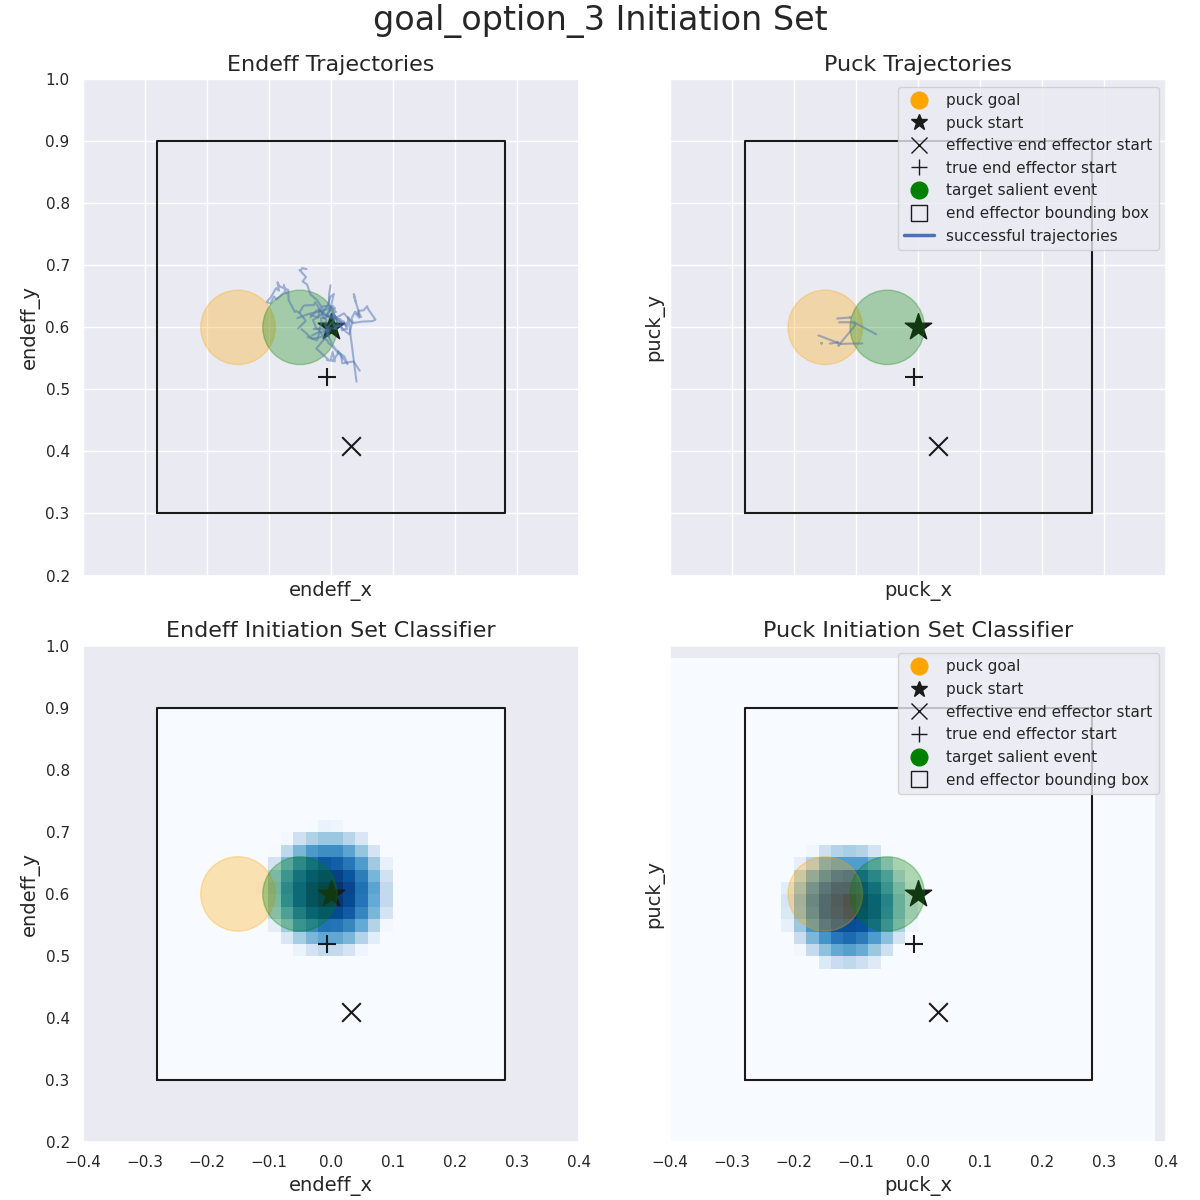 goal_option_3 Initiation Set
Endeff Trajectories
Puck Trajectories
1.0
0.9
0.8
0.7
0.6
0.5
0.4
0.3
0.2
endeff_y
endeff_x
puck_y
puck_x
puck goal
puck start
effective end effector start
true end effector start
target salient event
end effector bounding box
successful trajectories
Endeff Initiation Set Classifier
Puck Initiation Set Classifier
1.0
0.9
0.8
0.7
0.6
0.5
0.4
0.3
0.2
endeff_y
−0.4 −0.3 −0.2 −0.1 0.0 0.1 0.2 0.3 0.4
endeff_x
puck_y
puck goal
puck start
effective end effector start
true end effector start
target salient event
end effector bounding box
−0.4 −0.3 −0.2 −0.1 0.0 0.1 0.2 0.3 0.4
puck_x